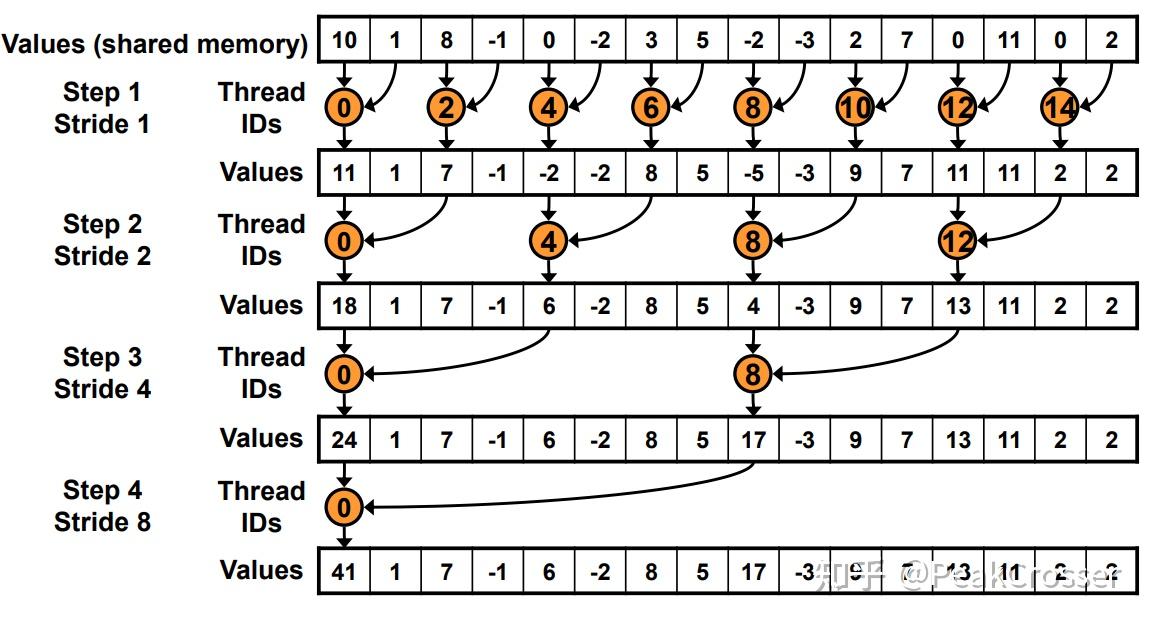 Values (shared memory) 10 1 8 -1 0 -2 3 5 -2 -3 2 7 0 11 0 2
Step 1 Thread 0 2 4 6 8 10 12 14
Stride 1 IDs
Values 11 1 7 -1 -2 -2 8 5 -5 -3 9 7 11 11 2 2
Step 2 Thread 0 4 8 12
Stride 2 IDs
Values 18 1 7 -1 6 -2 8 5 4 -3 9 7 13 11 2 2
Step 3 Thread 0 8
Stride 4 IDs
Values 24 1 7 -1 6 -2 8 5 17 -3 9 7 13 11 2 2
Step 4 Thread 0
Stride 8 IDs
Values 41 1 7 -1 6 -2 8 5 17 -3 9 7 13 11 2 2
知乎 @PeakCrosser